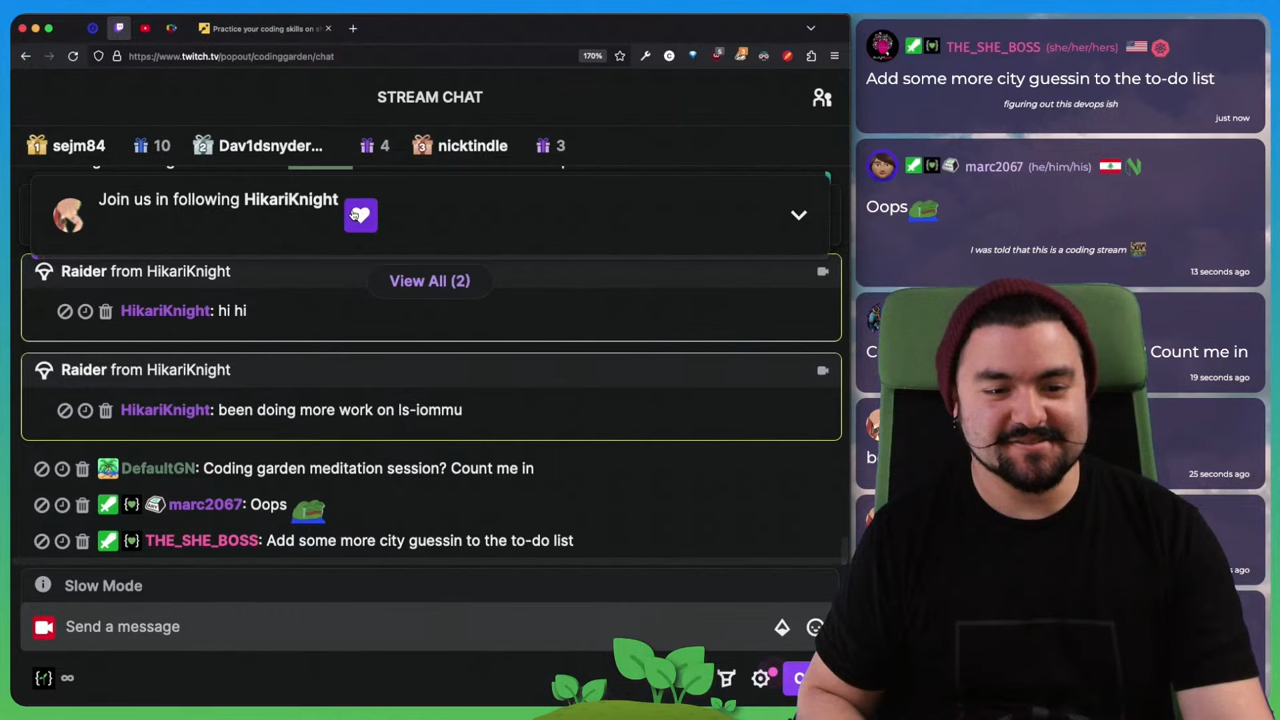 Practice your coding skills on s
https://www.twitch.tv/popout/codinggarden/chat
170%
STREAM CHAT
1 sejm84 10 2 Dav1dsnyder... 4 3 nicktindle 3
Join us in following HikariKnight
Raider from HikariKnight
View All (2)
HikariKnight: hi hi
Raider from HikariKnight
HikariKnight: been doing more work on ls-iommu
DefaultGN: Coding garden meditation session? Count me in
marc2067: Oops
THE_SHE_BOSS: Add some more city guessin to the to-do list
Slow Mode
Send a message
THE_SHE_BOSS (she/her/hers)
Add some more city guessin to the to-do list
figuring out this devops ish
just now
marc2067 (he/him/his)
Oops
I was told that this is a coding stream
13 seconds ago
Count me in
19 seconds ago
25 seconds ago